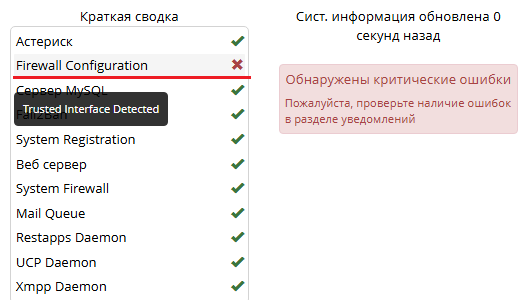 Краткая сводка
Астериск
Firewall Configuration
Сервер MySQL
Trusted Interface Detected
Fail2Ban
System Registration
Веб сервер
System Firewall
Mail Queue
Restapps Daemon
UCP Daemon
Xmpp Daemon
Сист. информация обновлена 0
секунд назад
Обнаружены критические ошибки
Пожалуйста, проверьте наличие ошибок
в разделе уведомлений